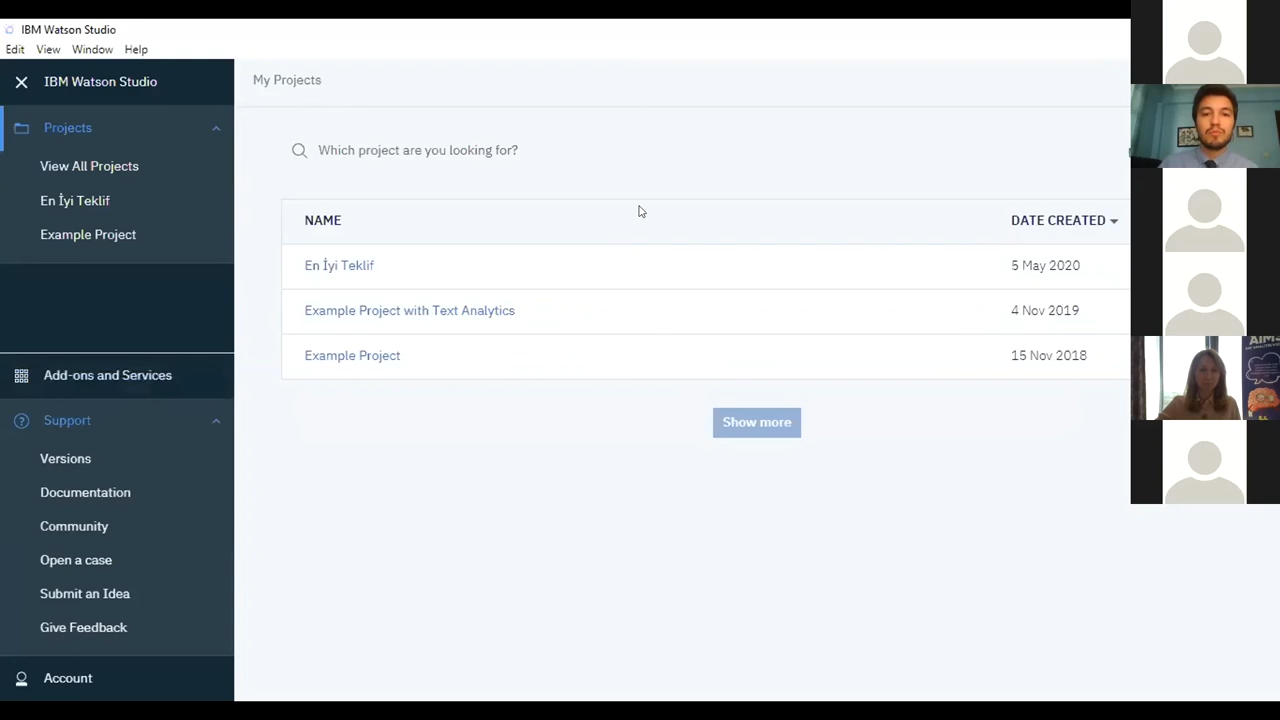 IBM Watson Studio
Edit View Window Help
IBM Watson Studio
Projects
View All Projects
En İyi Teklif
Example Project
Add-ons and Services
Support
Versions
Documentation
Community
Open a case
Submit an Idea
Give Feedback
Account
My Projects
Which project are you looking for?
NAME DATE CREATED
En İyi Teklif 5 May 2020
Example Project with Text Analytics 4 Nov 2019
Example Project 15 Nov 2018
Show more
AIMS